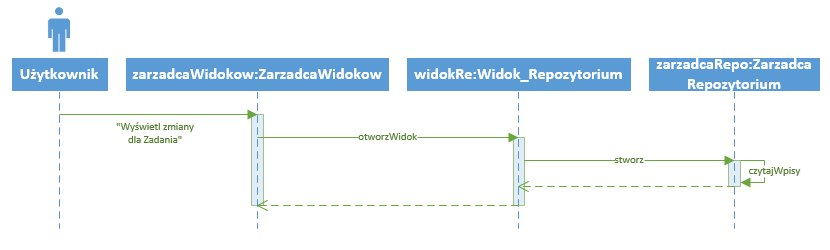 Użytkownik
zarzadcaWidokow:ZarzadcaWidokow
widokRe:Widok_Repozytorium
zarzadcaRepo:Zarzadca
Repozytorium
"Wyświetl zmiany
dla Zadania"
otworzWidok
stworz
czytajWpisy